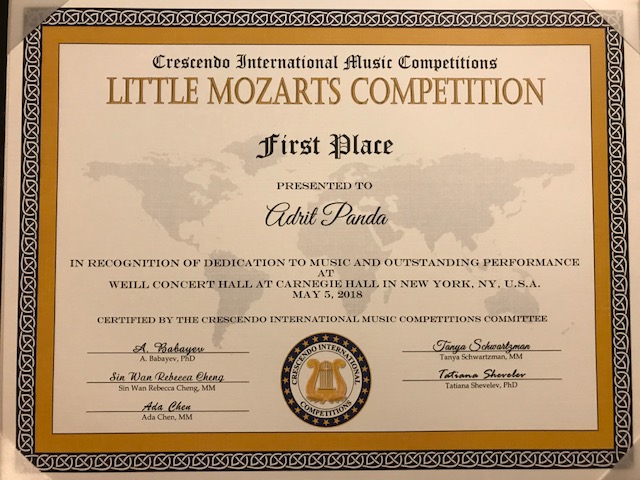 Crescendo International Music Competitions
LITTLE MOZARTS COMPETITION
First Place
PRESENTED TO
Adrit Panda
IN RECOGNITION OF DEDICATION TO MUSIC AND OUTSTANDING PERFORMANCE
AT
WEILL CONCERT HALL AT CARNEGIE HALL IN NEW YORK, NY, U.S.A.
MAY 5, 2018
CERTIFIED BY THE CRESCENDO INTERNATIONAL MUSIC COMPETITIONS COMMITTEE
A. Babayev
A. Babayev, PhD
Sin Wan Rebecca Cheng
Sin Wan Rebecca Cheng, MM
Ada Chen
Ada Chen, MM
CRESCENDO INTERNATIONAL
COMPETITIONS
Tanya Schwartzman
Tanya Schwartzman, MM
Tatiana Shevelev
Tatiana Shevelev, PhD